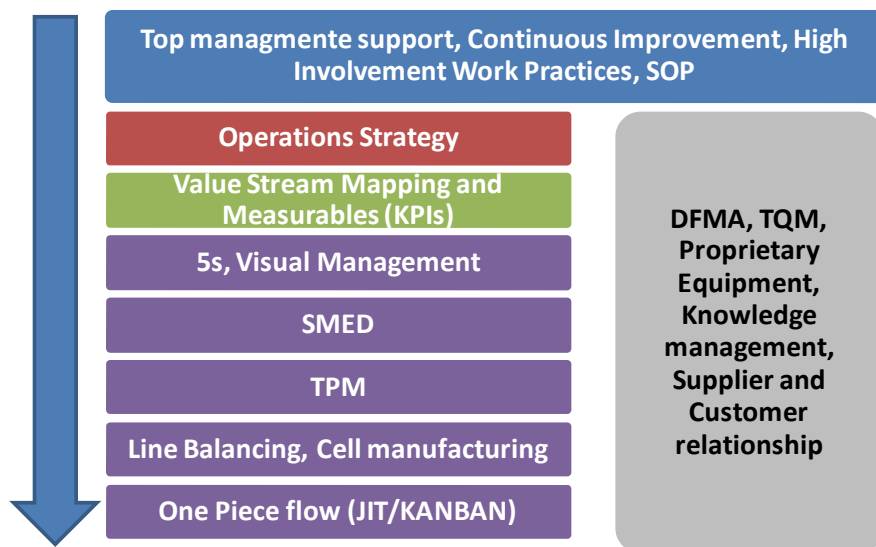 Top managmente support, Continuous Improvement, High
Involvement Work Practices, SOP
Operations Strategy
Value Stream Mapping and
Measurables (KPIs)
5s, Visual Management
SMED
TPM
Line Balancing, Cell manufacturing
One Piece flow (JIT/KANBAN)
DFMA, TQM,
Proprietary
Equipment,
Knowledge
management,
Supplier and
Customer
relationship